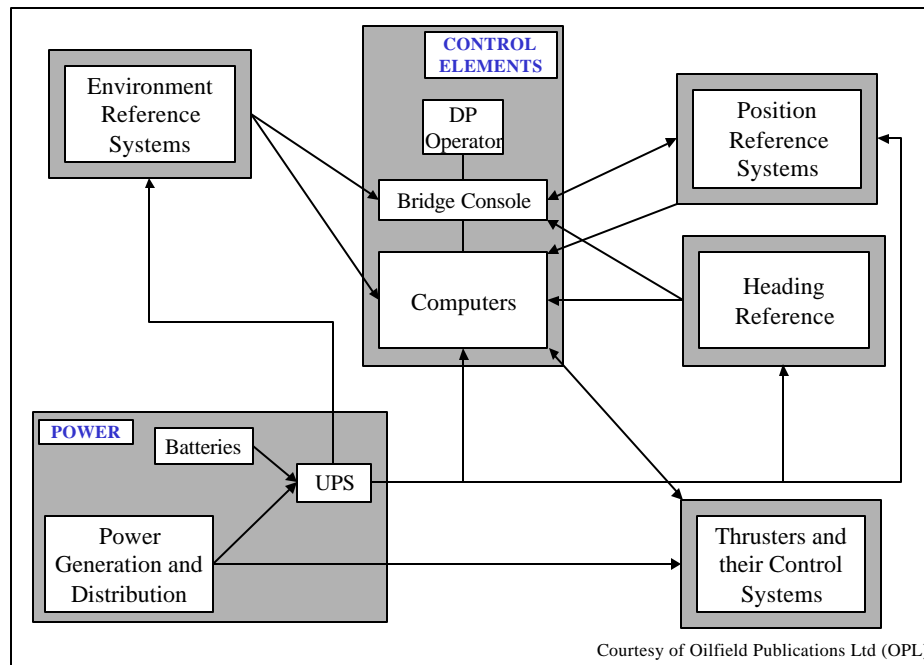 CONTROL
ELEMENTS
Environment
Reference
Systems
DP
Operator
Bridge Console
Computers
Position
Reference
Systems
Heading
Reference
POWER
Batteries
UPS
Power
Generation and
Distribution
Thrusters and
their Control
Systems
Courtesy of Oilfield Publications Ltd (OPL